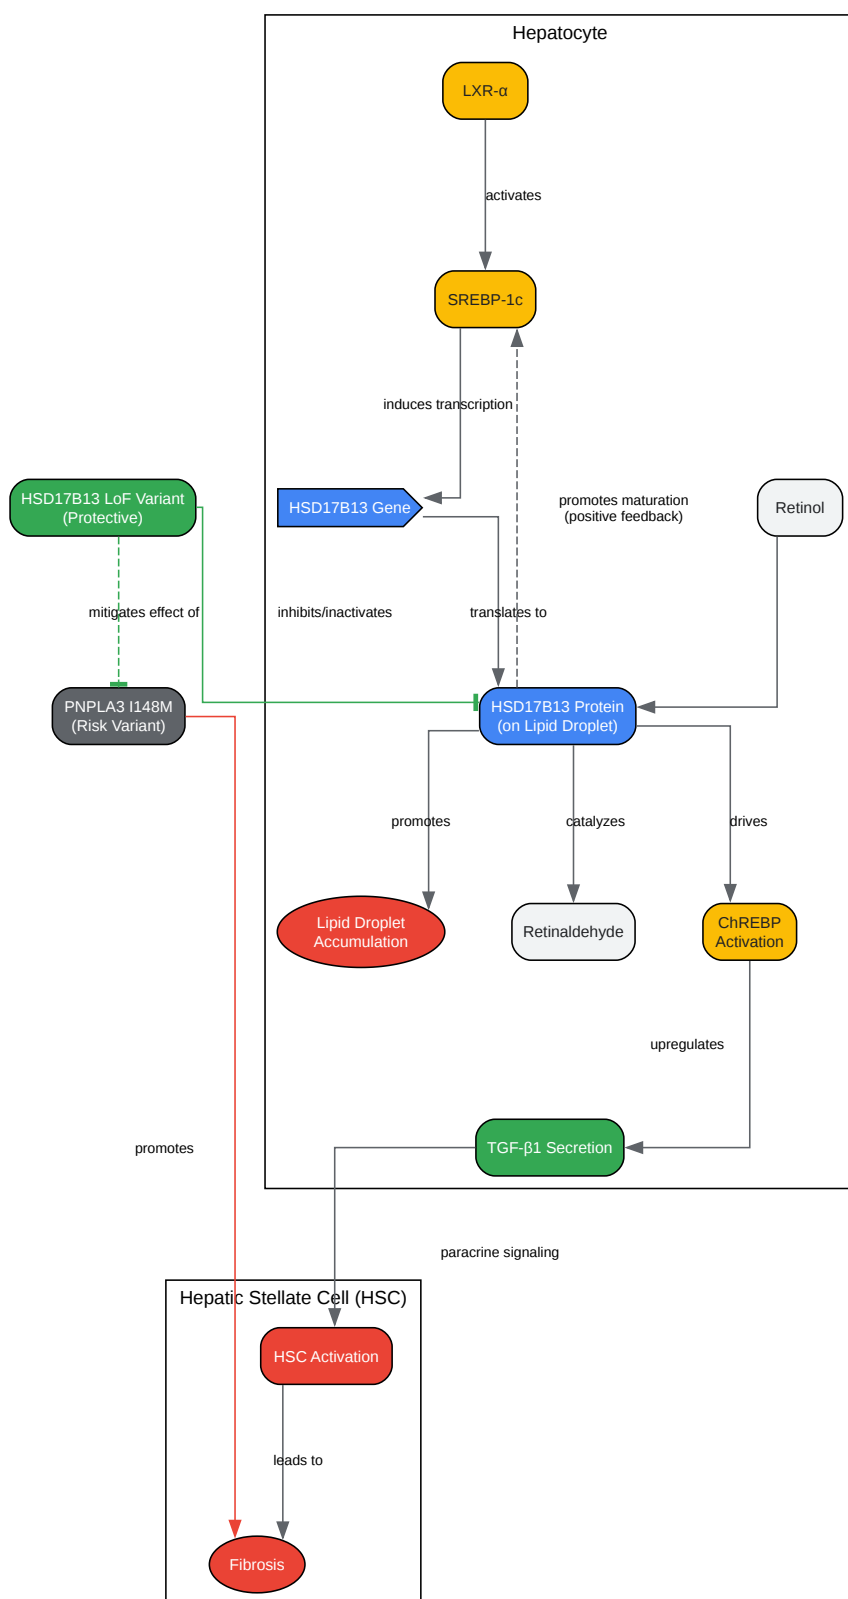 Hepatocyte
LXR-α
activates
SREBP-1c
induces transcription
HSD17B13 LoF Variant
(Protective)
HSD17B13 Gene
promotes maturation
(positive feedback)
Retinol
mitigates effect of
inhibits/inactivates
translates to
PNPLA3 I148M
(Risk Variant)
HSD17B13 Protein
(on Lipid Droplet)
promotes
catalyzes
drives
Lipid Droplet
Accumulation
Retinaldehyde
ChREBP
Activation
upregulates
promotes
TGF-β1 Secretion
paracrine signaling
Hepatic Stellate Cell (HSC)
HSC Activation
leads to
Fibrosis